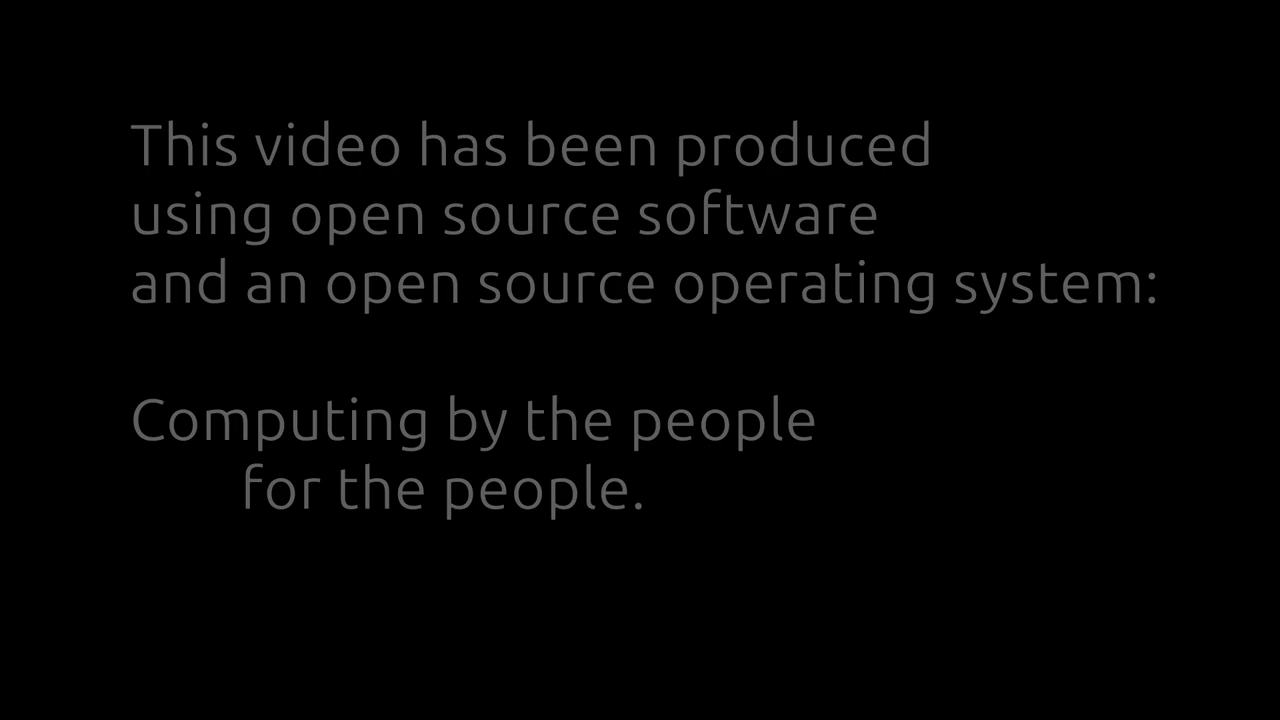 This video has been produced
using open source software
and an open source operating system:
Computing by the people
for the people.